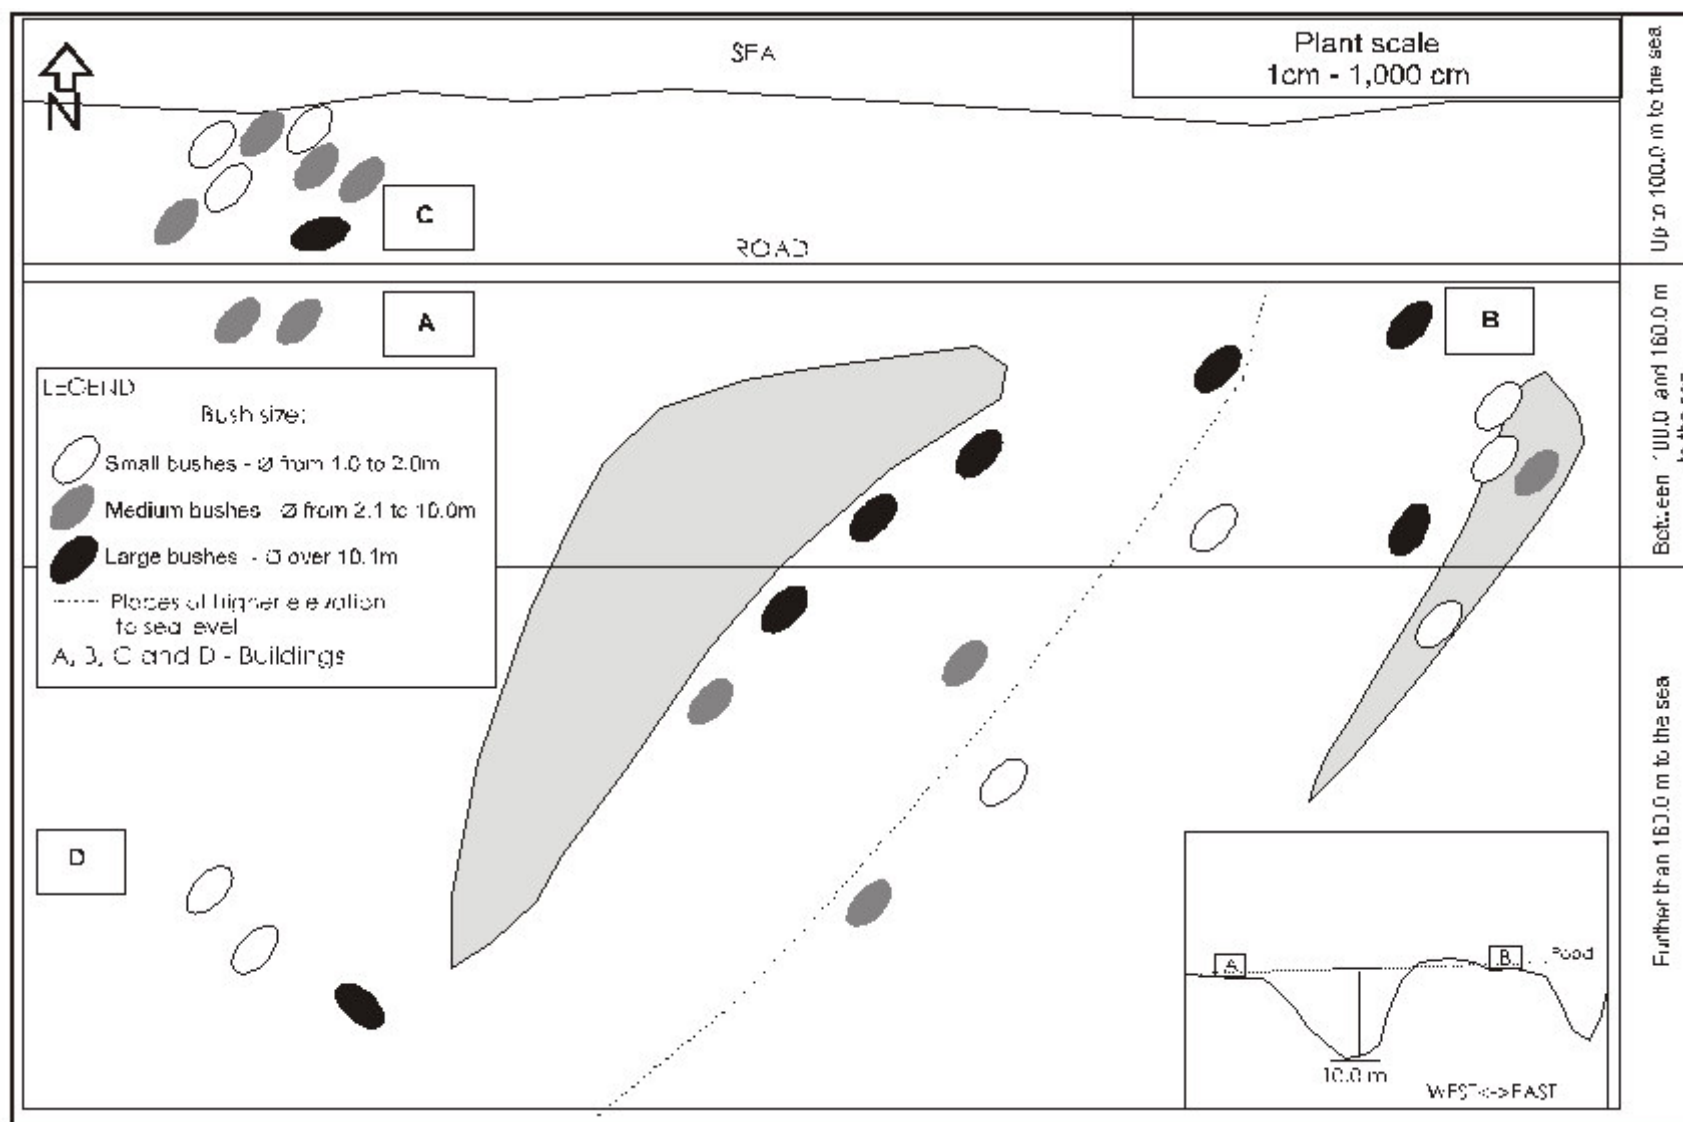 SEA
Plant scale
1cm - 1,000 cm
N
C
ROAD
A
B
LEGEND
Bush size:
Small bushes - Ø from 1.0 to 2.0m
Medium bushes - Ø from 2.1 to 10.0m
Large bushes - Ø over 10.1m
Places of higher elevation
to sea level
A, B, C and D - Buildings
D
A
B
Road
10.0 m
WEST<->EAST
Up to 100.0 m to the sea
Between 100.0 and 160.0 m
to the sea
Further than 160.0 m to the sea